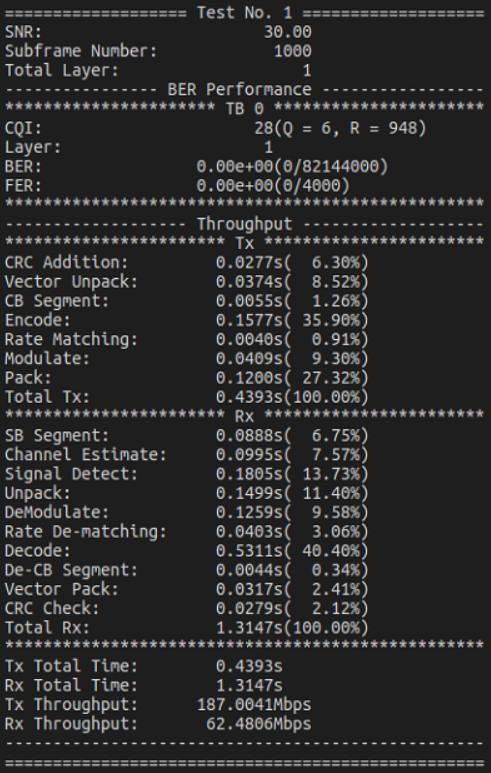 =================== Test No. 1 ===================
SNR:                       30.00
Subframe Number:            1000
Total Layer:                   1
---------------- BER Performance -----------------
********************** TB 0 **********************
CQI:                      28(Q = 6, R = 948)
Layer:                     1
BER:                0.00e+00(0/82144000)
FER:                0.00e+00(0/4000)
**************************************************
------------------- Throughput -------------------
*********************** Tx ***********************
CRC Addition:         0.0277s(  6.30%)
Vector Unpack:        0.0374s(  8.52%)
CB Segment:           0.0055s(  1.26%)
Encode:               0.1577s( 35.90%)
Rate Matching:        0.0040s(  0.91%)
Modulate:             0.0409s(  9.30%)
Pack:                 0.1200s( 27.32%)
Total Tx:             0.4393s(100.00%)
*********************** Rx ***********************
SB Segment:           0.0888s(  6.75%)
Channel Estimate:     0.0995s(  7.57%)
Signal Detect:        0.1805s( 13.73%)
Unpack:               0.1499s( 11.40%)
DeModulate:           0.1259s(  9.58%)
Rate De-matching:     0.0403s(  3.06%)
Decode:               0.5311s( 40.40%)
De-CB Segment:        0.0044s(  0.34%)
Vector Pack:          0.0317s(  2.41%)
CRC Check:            0.0279s(  2.12%)
Total Rx:             1.3147s(100.00%)
**************************************************
Tx Total Time:        0.4393s
Rx Total Time:        1.3147s
Tx Throughput:      187.0041Mbps
Rx Throughput:       62.4806Mbps
--------------------------------------------------
==================================================